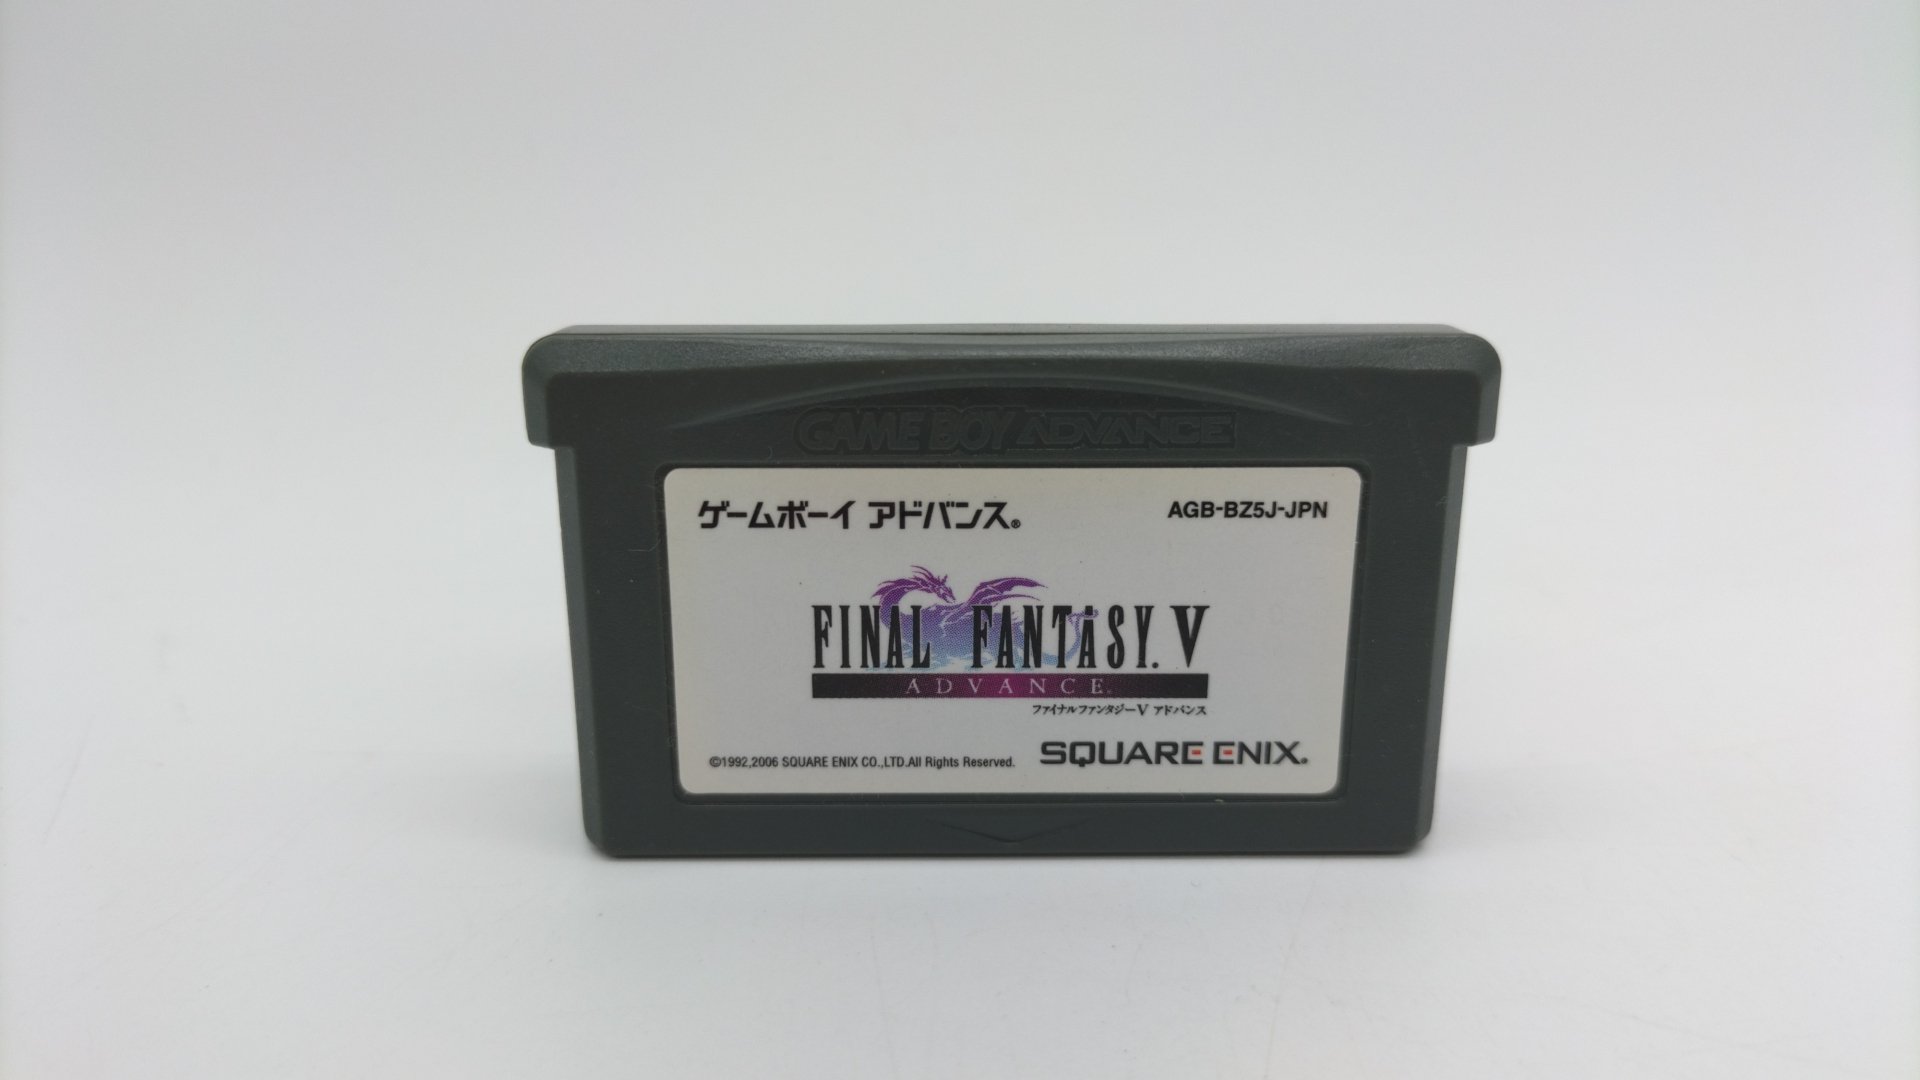 GAME BOY ADVANCE
ゲームボーイ アドバンス® AGB-BZ5J-JPN
FINAL FANTASY. V
ADVANCE.
ファイナルファンタジーV アドバンス
©1992,2006 SQUARE ENIX CO.,LTD.All Rights Reserved. SQUARE ENIX®